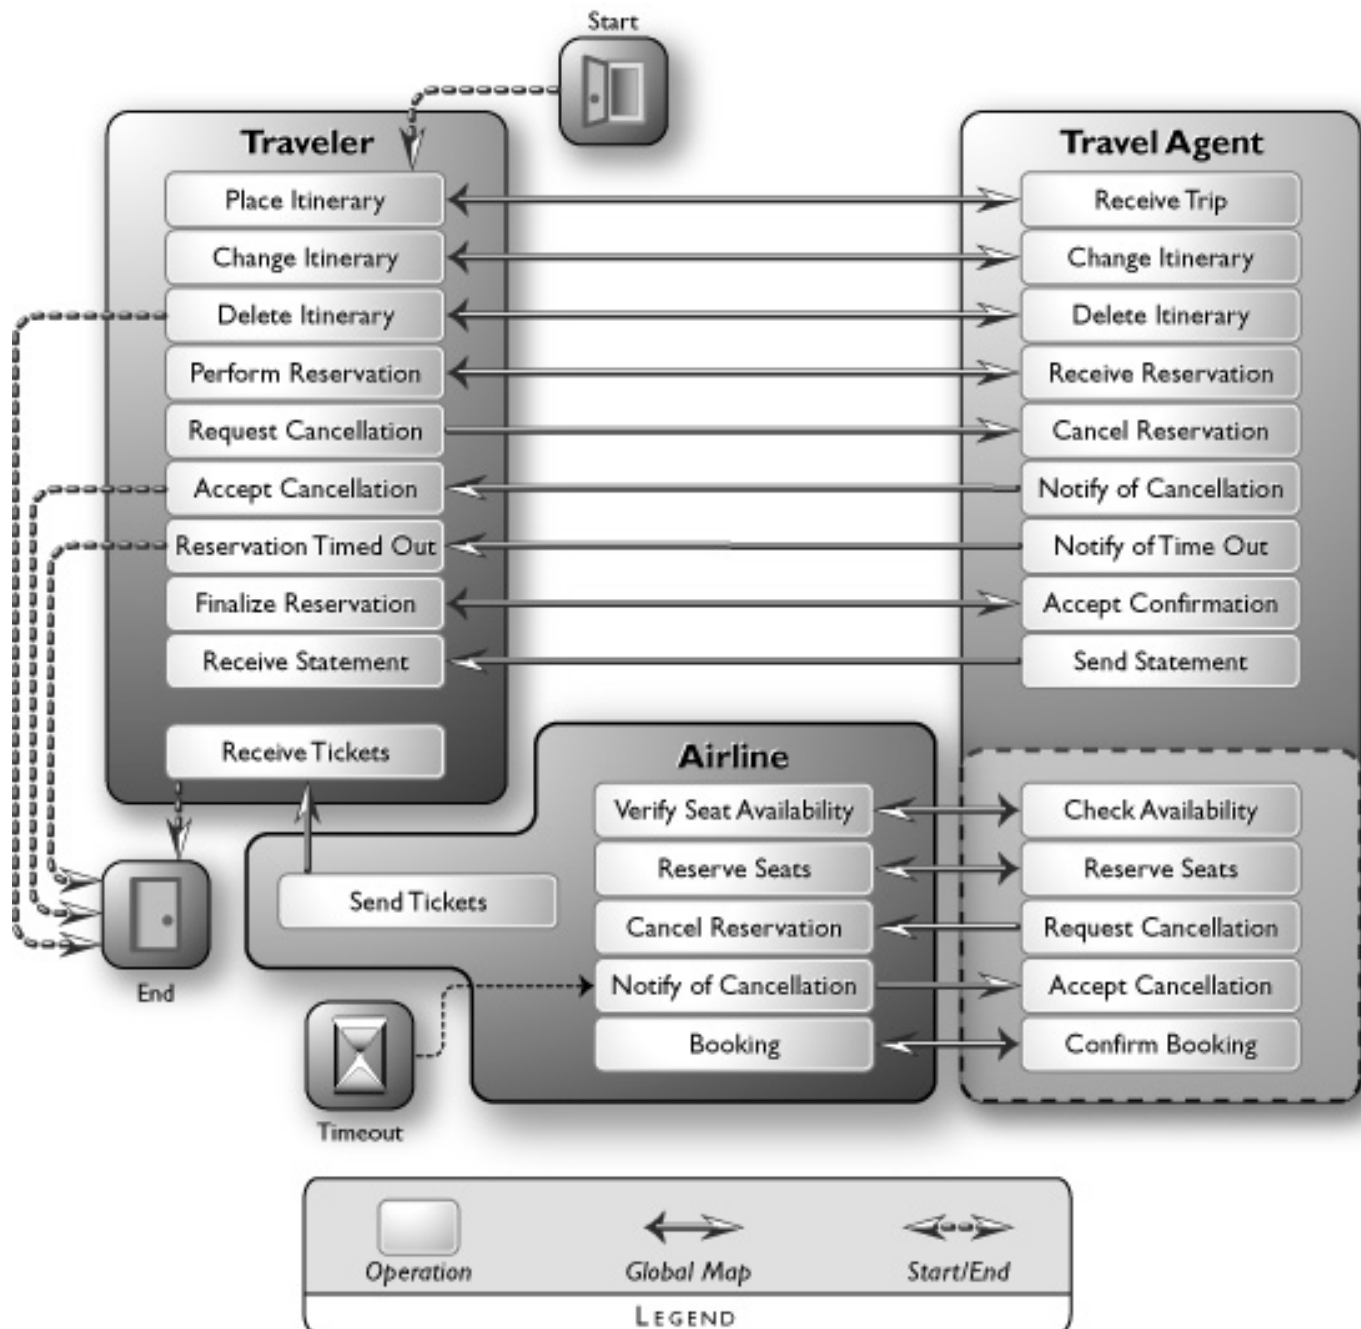 Start
Traveler
Place Itinerary
Change Itinerary
Delete Itinerary
Perform Reservation
Request Cancellation
Accept Cancellation
Reservation Timed Out
Finalize Reservation
Receive Statement
Receive Tickets
Travel Agent
Receive Trip
Change Itinerary
Delete Itinerary
Receive Reservation
Cancel Reservation
Notify of Cancellation
Notify of Time Out
Accept Confirmation
Send Statement
Check Availability
Reserve Seats
Request Cancellation
Accept Cancellation
Confirm Booking
Airline
Verify Seat Availability
Reserve Seats
Cancel Reservation
Notify of Cancellation
Booking
Send Tickets
End
Timeout
Operation
Global Map
Start/End
LEGEND